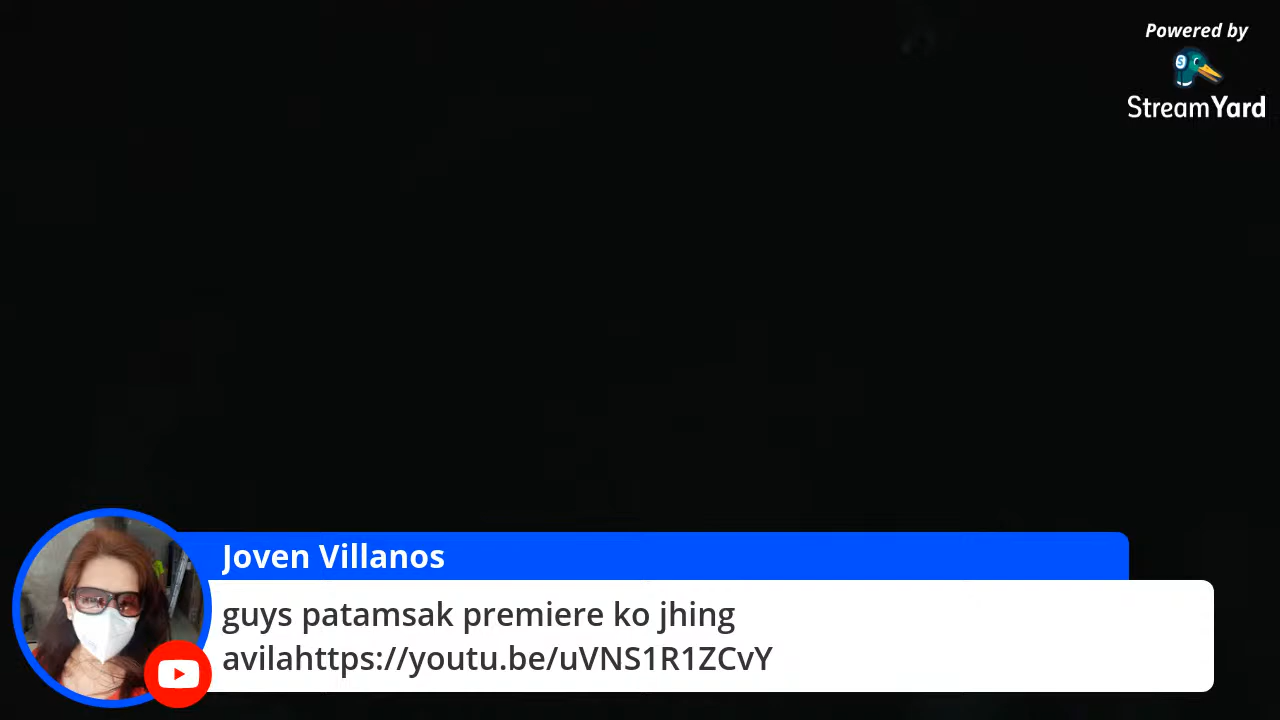 Powered by
StreamYard
Joven Villanos
guys patamsak premiere ko jhing
avilahttps://youtu.be/uVNS1R1ZCvY